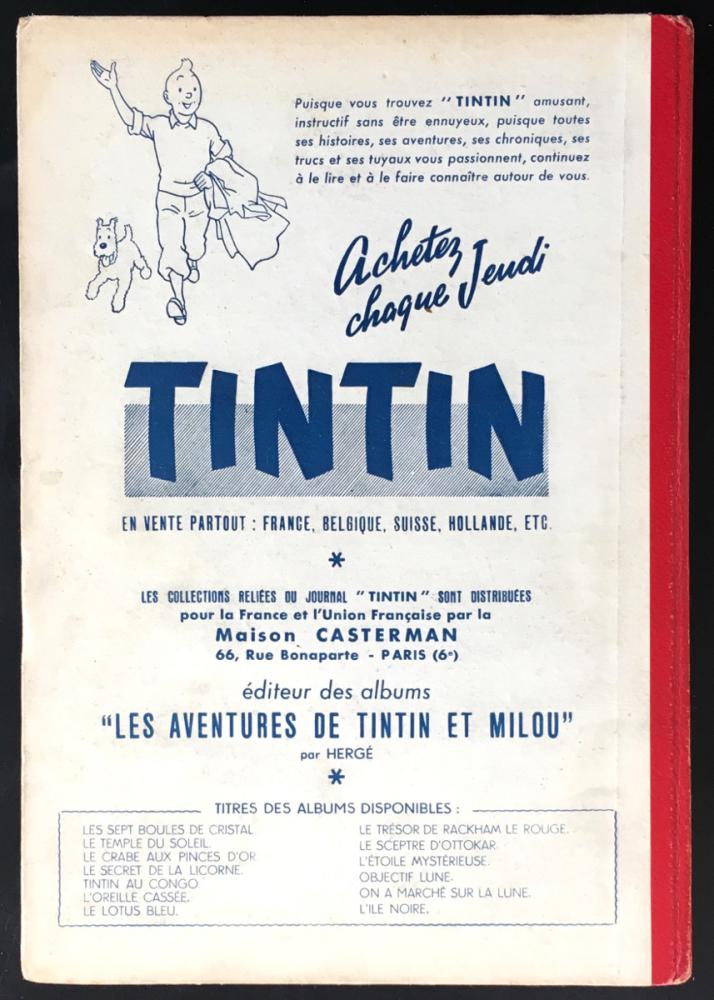 Puisque vous trouvez " TINTIN " amusant,
instructif sans être ennuyeux, puisque toutes
ses histoires, ses aventures, ses chroniques, ses
trucs et ses tuyaux vous passionnent, continuez
à le lire et à le faire connaître autour de vous.
Achetez
chaque Jeudi
TINTIN
EN VENTE PARTOUT : FRANCE, BELGIQUE, SUISSE, HOLLANDE, ETC.
*
LES COLLECTIONS RELIÉES DU JOURNAL " TINTIN " SONT DISTRIBUÉES
pour la France et l'Union Française par la
Maison CASTERMAN
66, Rue Bonaparte - PARIS (6e)
éditeur des albums
"LES AVENTURES DE TINTIN ET MILOU"
par HERGÉ
*
TITRES DES ALBUMS DISPONIBLES :
LES SEPT BOULES DE CRISTAL
LE TEMPLE DU SOLEIL.
LE CRABE AUX PINCES D'OR
LE SECRET DE LA LICORNE.
TINTIN AU CONGO
L'OREILLE CASSÉE.
LE LOTUS BLEU.
LE TRÉSOR DE RACKHAM LE ROUGE.
LE SCEPTRE D'OTTOKAR.
L'ÉTOILE MYSTÉRIEUSE.
OBJECTIF LUNE.
ON A MARCHÉ SUR LA LUNE.
L'ILE NOIRE.